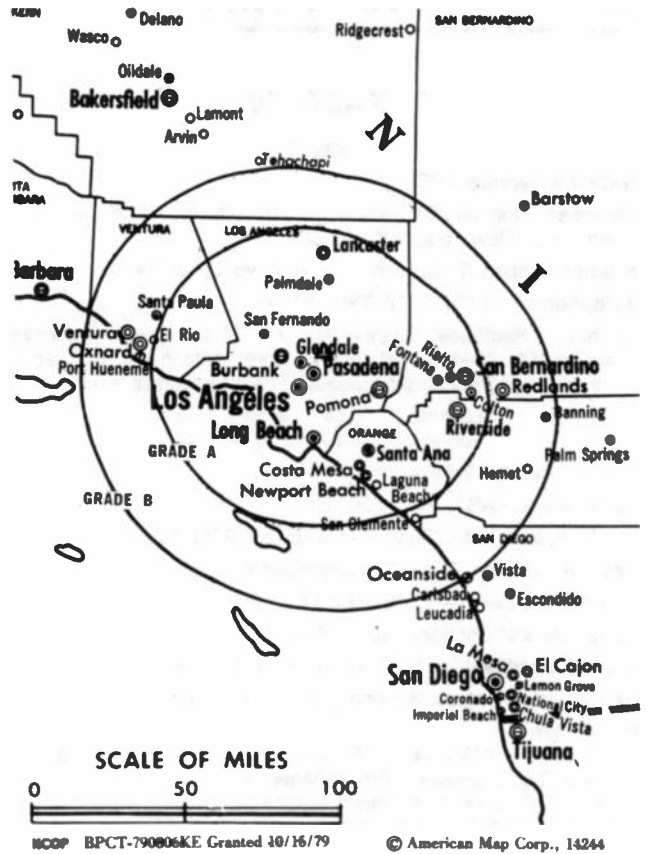 KERN
Delano
SAN BERNARDINO
Wasco
Ridgecrest
Oildale
Bakersfield
N
Lamont
Arvin
Tehachapi
Barstow
VENTURA
LOS ANGELES
Lancaster
I
Barbara
Palmdale
Santa Paula
San Fernando
Ventura
El Rio
Glendale
Oxnard
Burbank
Pasadena
Rialto
San Bernardino
Port Hueneme
Fontana
Redlands
Los Angeles
Pomona
Colton
Riverside
Banning
ORANGE
Long Beach
GRADE A
Santa Ana
Palm Springs
Costa Mesa
Hemet
Newport Beach
Laguna
Beach
GRADE B
San Clemente
SAN DIEGO
Oceanside
Vista
Carlsbad
Escondido
Leucadia
La Mesa
El Cajon
San Diego
Lemon Grove
Coronado
National City
Imperial Beach
Chula Vista
Tijuana
SCALE OF MILES
0 50 100
KCOP BPCT-790806KE Granted 10/16/79 © American Map Corp., 14244